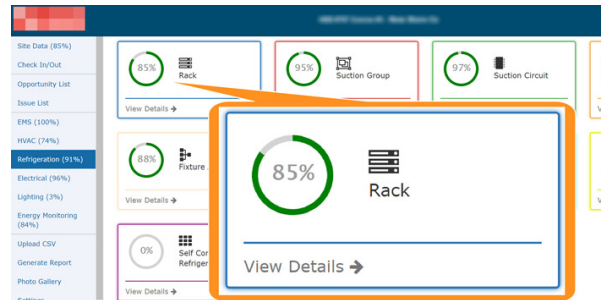 Site Data (85%)
Check In/Out
Opportunity List
Issue List
EMS (100%)
HVAC (74%)
Refrigeration (91%)
Electrical (96%)
Lighting (3%)
Energy Monitoring
(84%)
Upload CSV
Generate Report
Photo Gallery
Settings
85%
Rack
View Details →
95%
Suction Group
97%
Suction Circuit
88%
Fixture
View Details →
0%
Self Con
Refriger
View Details →
85%
Rack
View Details →